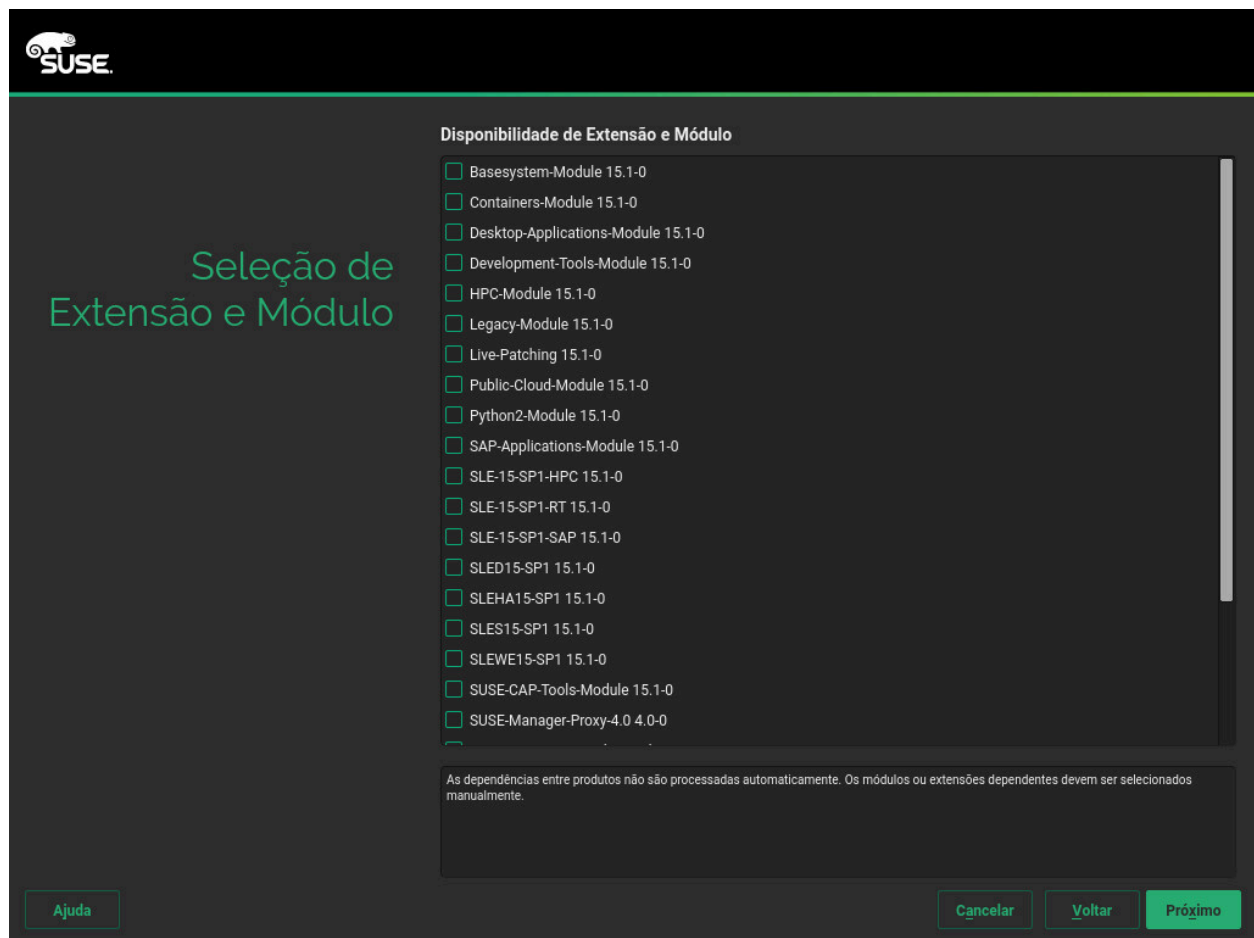 SUSE.
Disponibilidade de Extensão e Módulo
Seleção de
Extensão e Módulo
Basesystem-Module 15.1-0
Containers-Module 15.1-0
Desktop-Applications-Module 15.1-0
Development-Tools-Module 15.1-0
HPC-Module 15.1-0
Legacy-Module 15.1-0
Live-Patching 15.1-0
Public-Cloud-Module 15.1-0
Python2-Module 15.1-0
SAP-Applications-Module 15.1-0
SLE-15-SP1-HPC 15.1-0
SLE-15-SP1-RT 15.1-0
SLE-15-SP1-SAP 15.1-0
SLED15-SP1 15.1-0
SLEHA15-SP1 15.1-0
SLES15-SP1 15.1-0
SLEWE15-SP1 15.1-0
SUSE-CAP-Tools-Module 15.1-0
SUSE-Manager-Proxy-4.0 4.0-0
As dependências entre produtos não são processadas automaticamente. Os módulos ou extensões dependentes devem ser selecionados
manualmente.
Ajuda
Cancelar
Voltar
Próximo